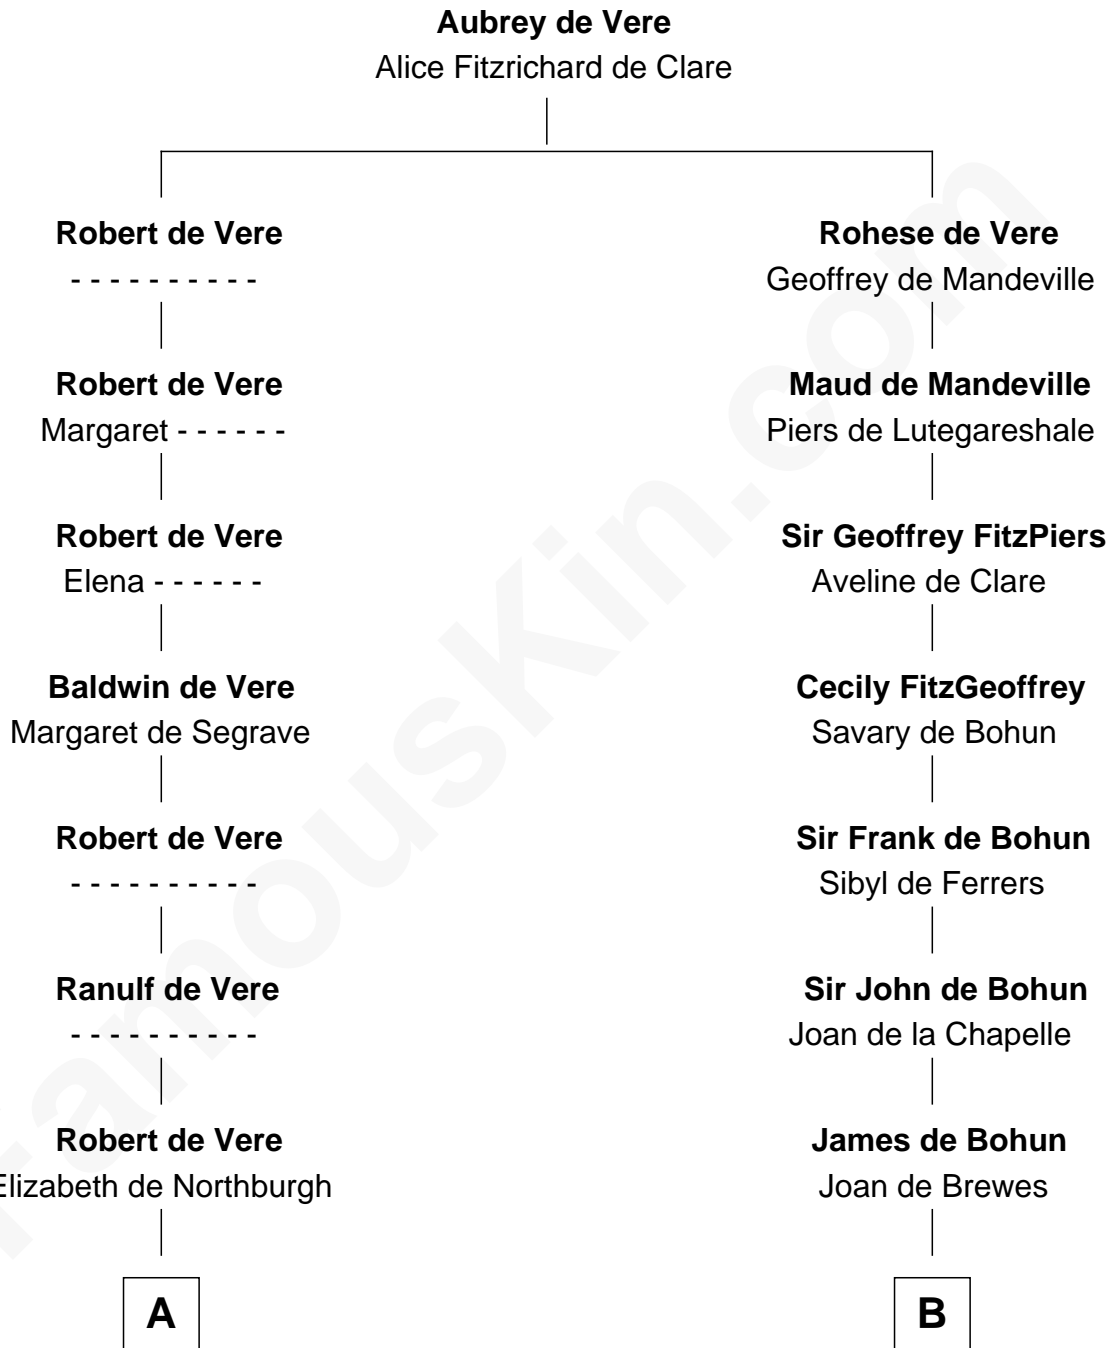 Aubrey de Vere
Alice Fitzrichard de Clare
Robert de Vere
- - - - - - - - - -
Rohese de Vere
Geoffrey de Mandeville
Robert de Vere
Margaret - - - - - -
Maud de Mandeville
Piers de Lutegareshale
Robert de Vere
Elena - - - - - -
Sir Geoffrey FitzPiers
Aveline de Clare
Baldwin de Vere
Margaret de Segrave
Cecily FitzGeoffrey
Savary de Bohun
Robert de Vere
- - - - - - - - - -
Sir Frank de Bohun
Sibyl de Ferrers
Ranulf de Vere
- - - - - - - - - -
Sir John de Bohun
Joan de la Chapelle
Robert de Vere
Elizabeth de Northburgh
James de Bohun
Joan de Brewes
A
B
FamousKin.com